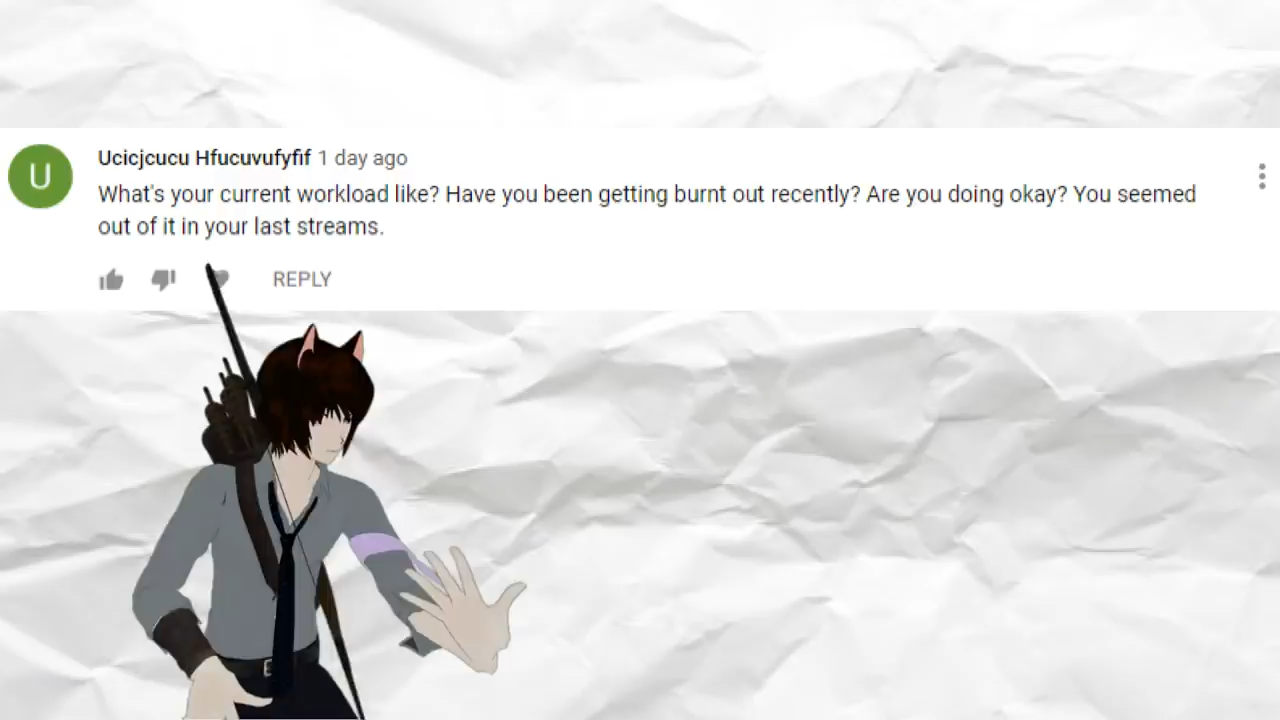 U
Ucicjcucu Hfucuvufyfif 1 day ago
What's your current workload like? Have you been getting burnt out recently? Are you doing okay? You seemed
out of it in your last streams.
REPLY